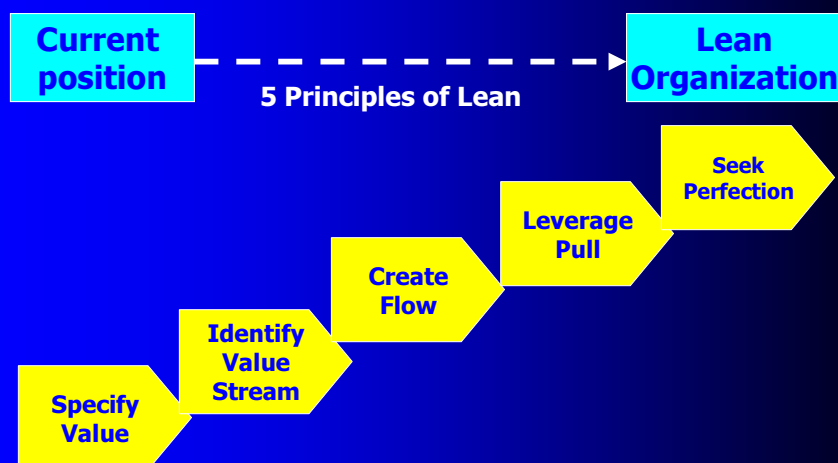 Current
position
Lean
Organization
5 Principles of Lean
Seek
Perfection
Leverage
Pull
Create
Flow
Identify
Value
Stream
Specify
Value